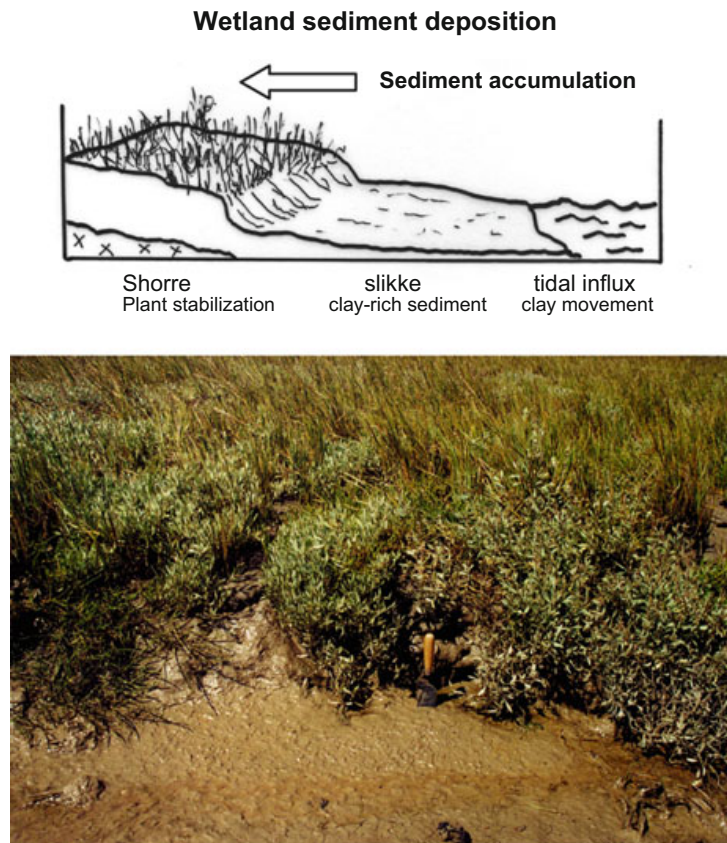 Wetland sediment deposition
Sediment accumulation
Shorre
Plant stabilization
slikke
clay-rich sediment
tidal influx
clay movement